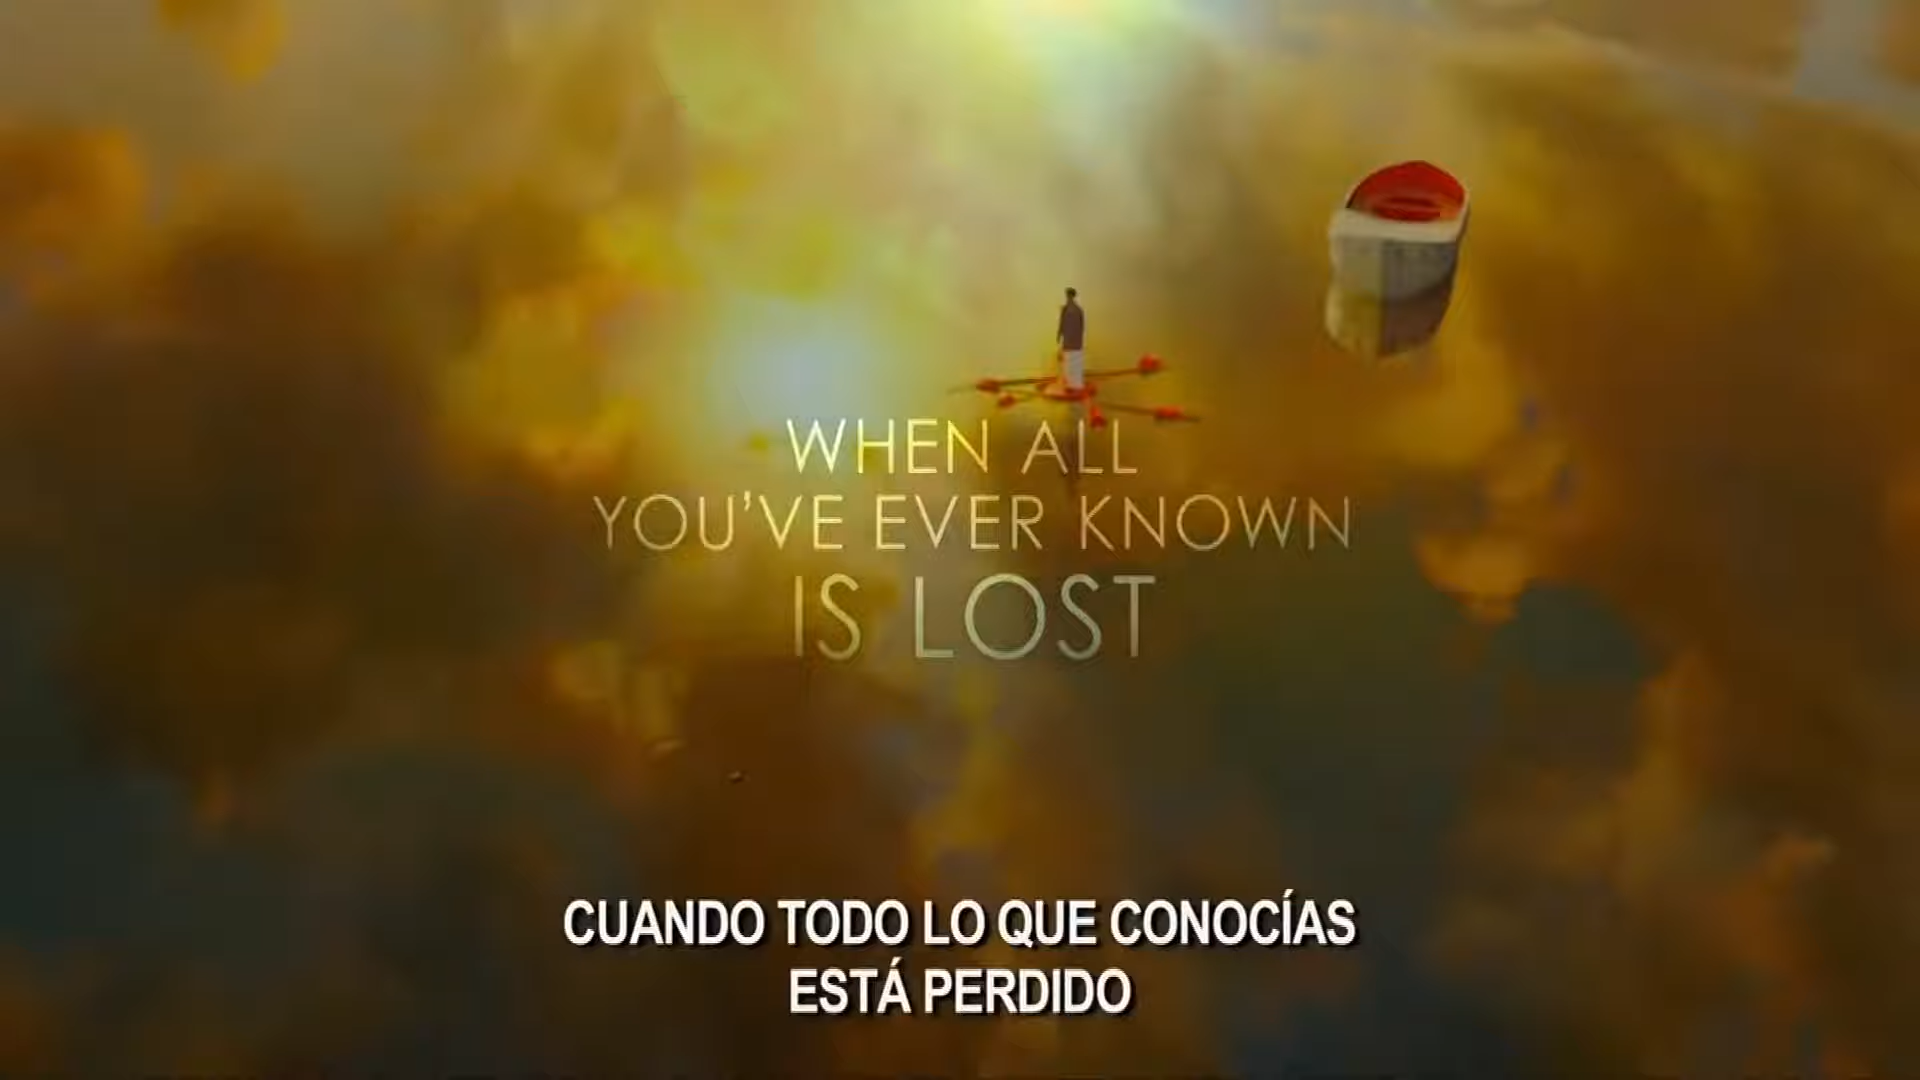 WHEN ALL
YOU'VE EVER KNOWN
IS LOST
CUANDO TODO LO QUE CONOCÍAS
ESTÁ PERDIDO